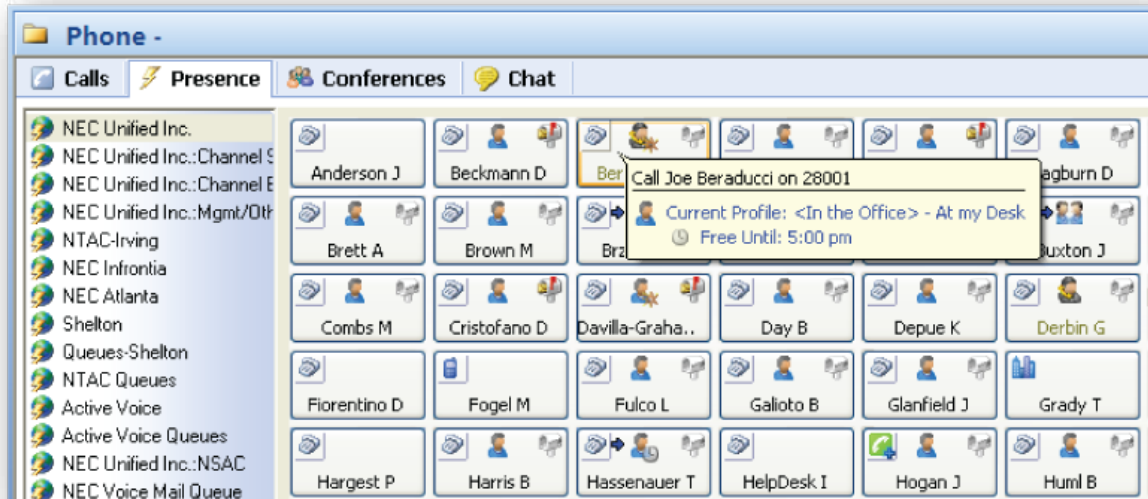 Phone -
Calls Presence Conferences Chat
NEC Unified Inc.
NEC Unified Inc.:Channel
NEC Unified Inc.:Channel
NEC Unified Inc.:Mgmt/Oth
NTAC-Irving
NEC Infrontia
NEC Atlanta
Shelton
Queues-Shelton
NTAC Queues
Active Voice
Active Voice Queues
NEC Unified Inc.:NSAC
NEC Voice Mail Queue
Anderson J Beckmann D Ber agburn D
Call Joe Beraducci on 28001
Current Profile: <In the Office> - At my Desk
Free Until: 5:00 pm
Brett A Brown M Brz Buxton J
Combs M Cristofano D Davilla-Graha.. Day B Depue K Derbin G
Fiorentino D Fogel M Fulco L Galioto B Glanfield J Grady T
Hargest P Harris B Hassenauer T HelpDesk I Hogan J Huml B